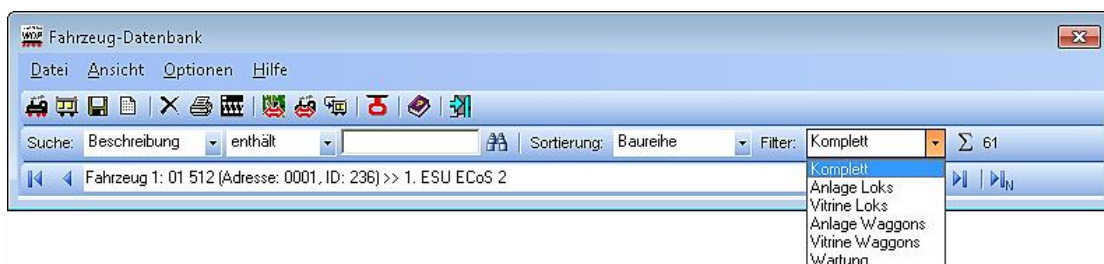 Fahrzeug-Datenbank
Datei Ansicht Optionen Hilfe
Suche: Beschreibung enthält Sortierung: Baureihe Filter: Komplett Σ 61
Fahrzeug 1: 01 512 (Adresse: 0001, ID: 236) >> 1. ESU ECoS 2
Komplett
Anlage Loks
Vitrine Loks
Anlage Waggons
Vitrine Waggons
Wartung